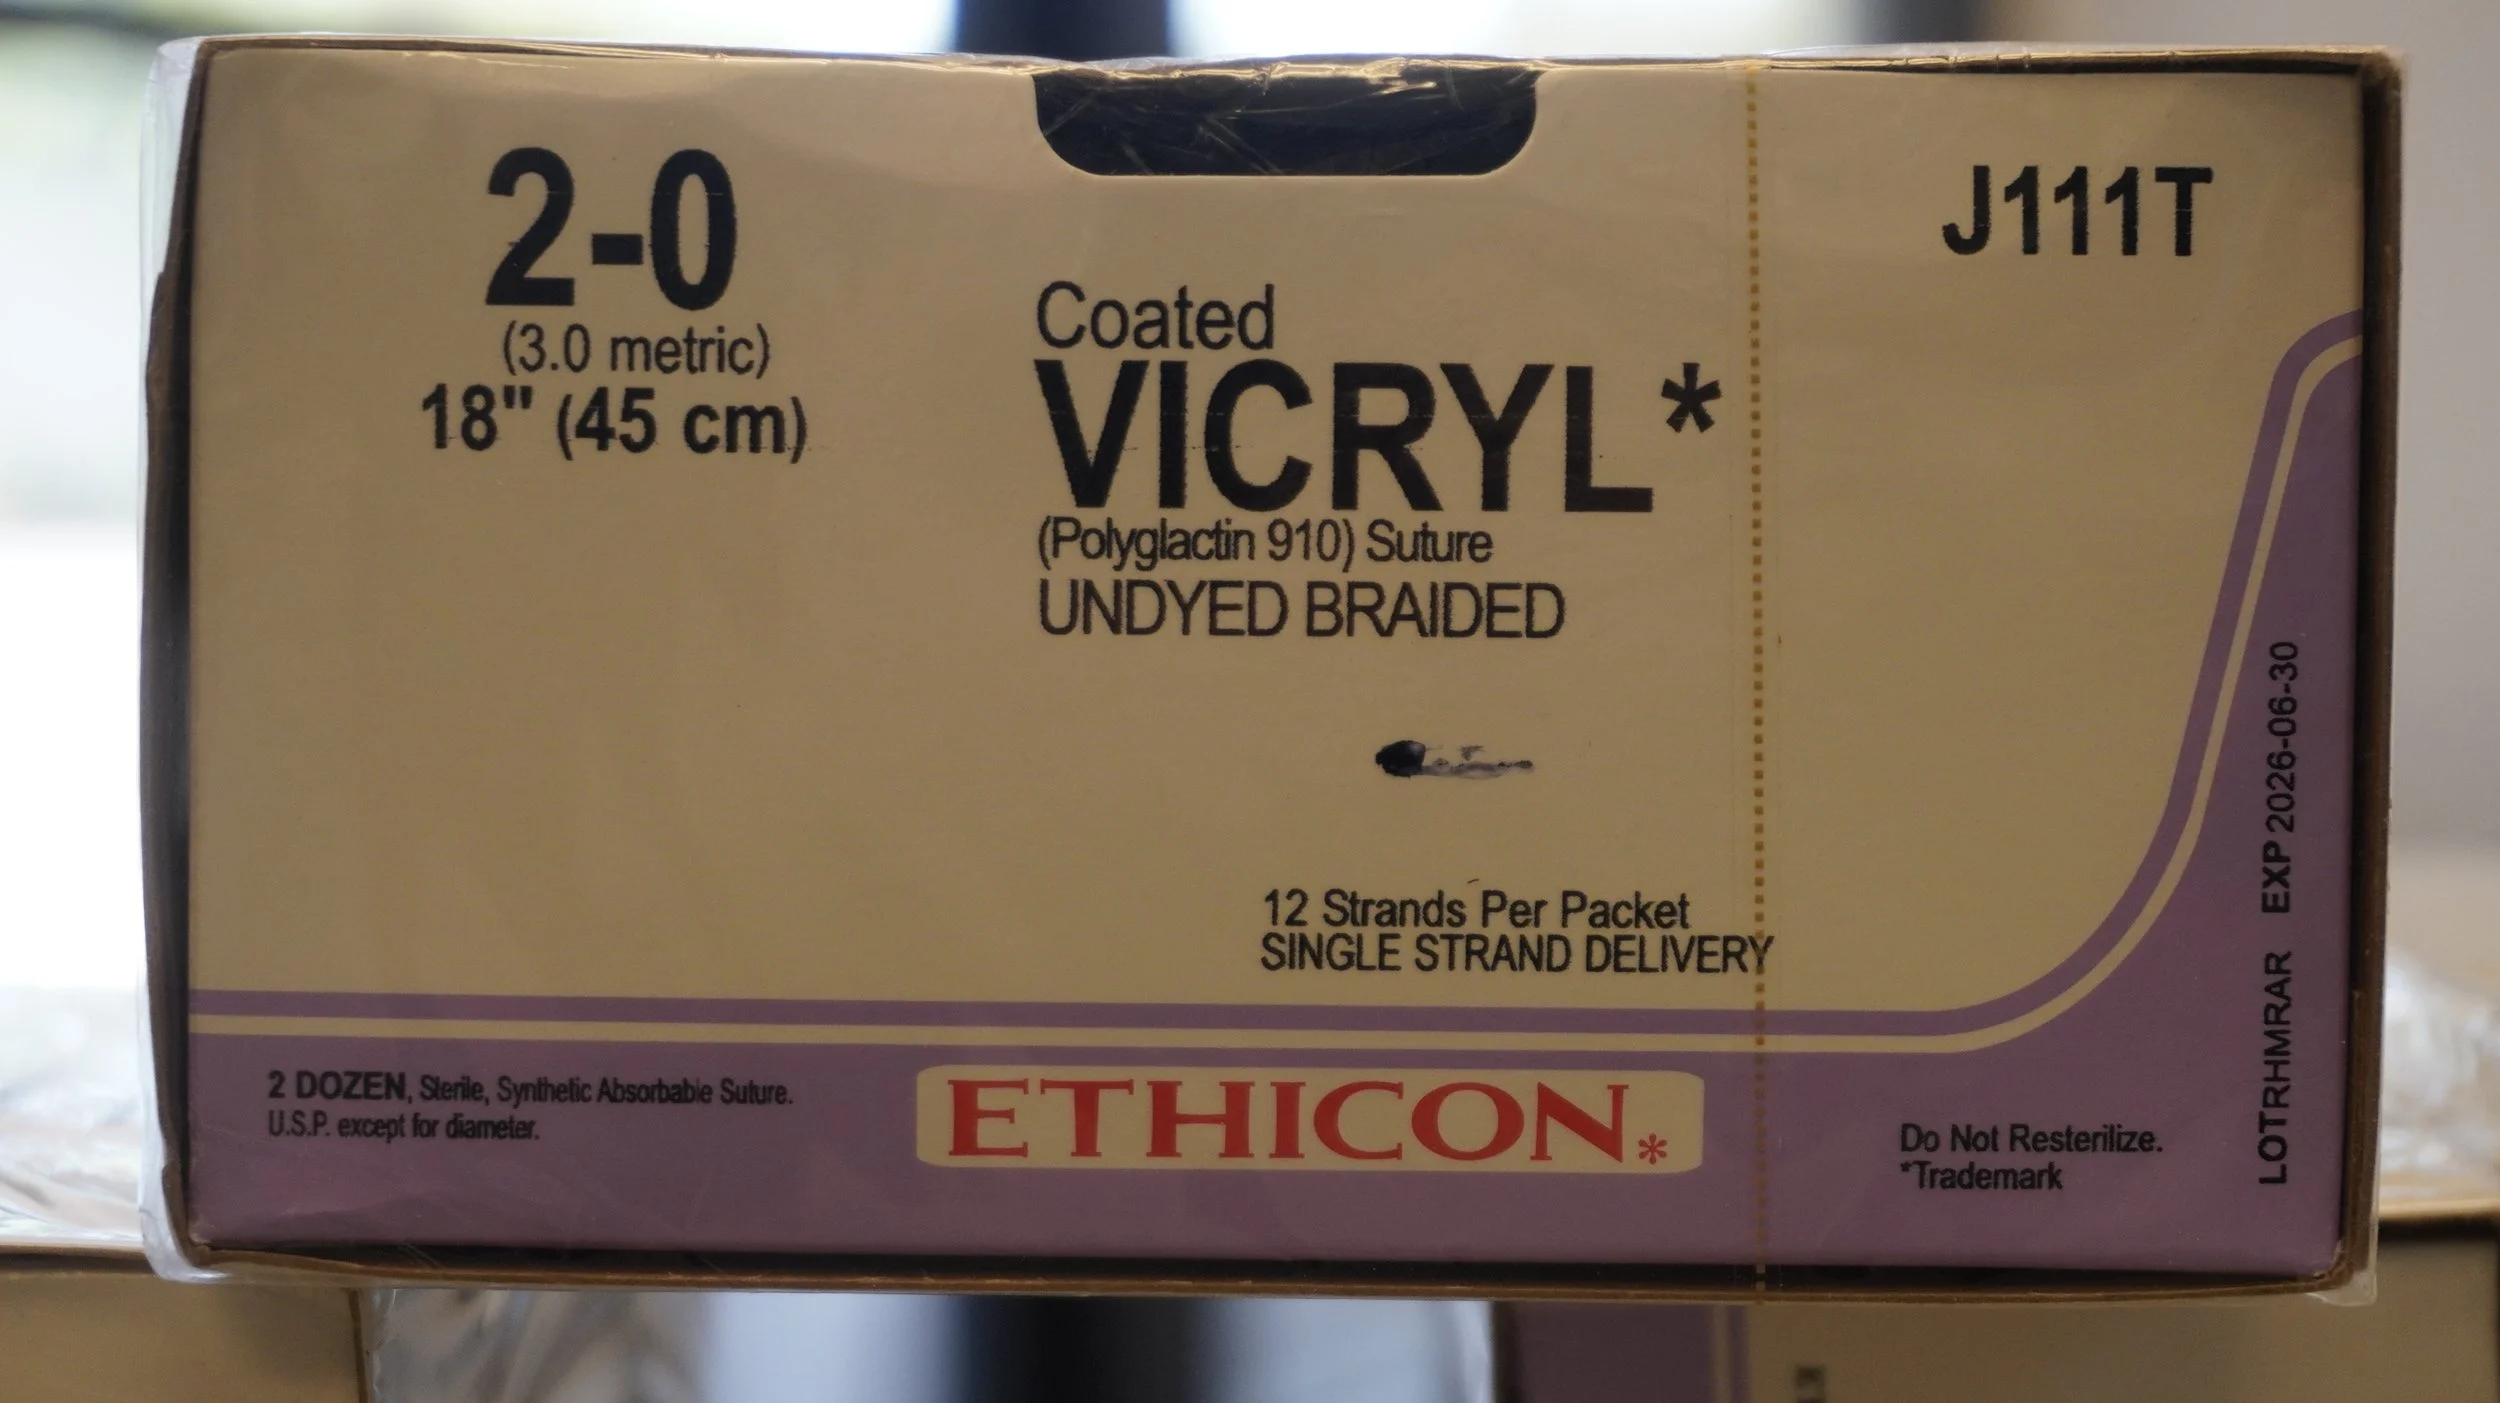 2-0
(3.0 metric)
18" (45 cm)
Coated
VICRYL*
(Polyglactin 910) Suture
UNDYED BRAIDED
12 Strands Per Packet
SINGLE STRAND DELIVERY
J111T
2 DOZEN, Sterile, Synthetic Absorbable Suture.
U.S.P. except for diameter.
ETHICON*
Do Not Resterilize.
*Trademark
LOTRHMRAR EXP 2026-06-30